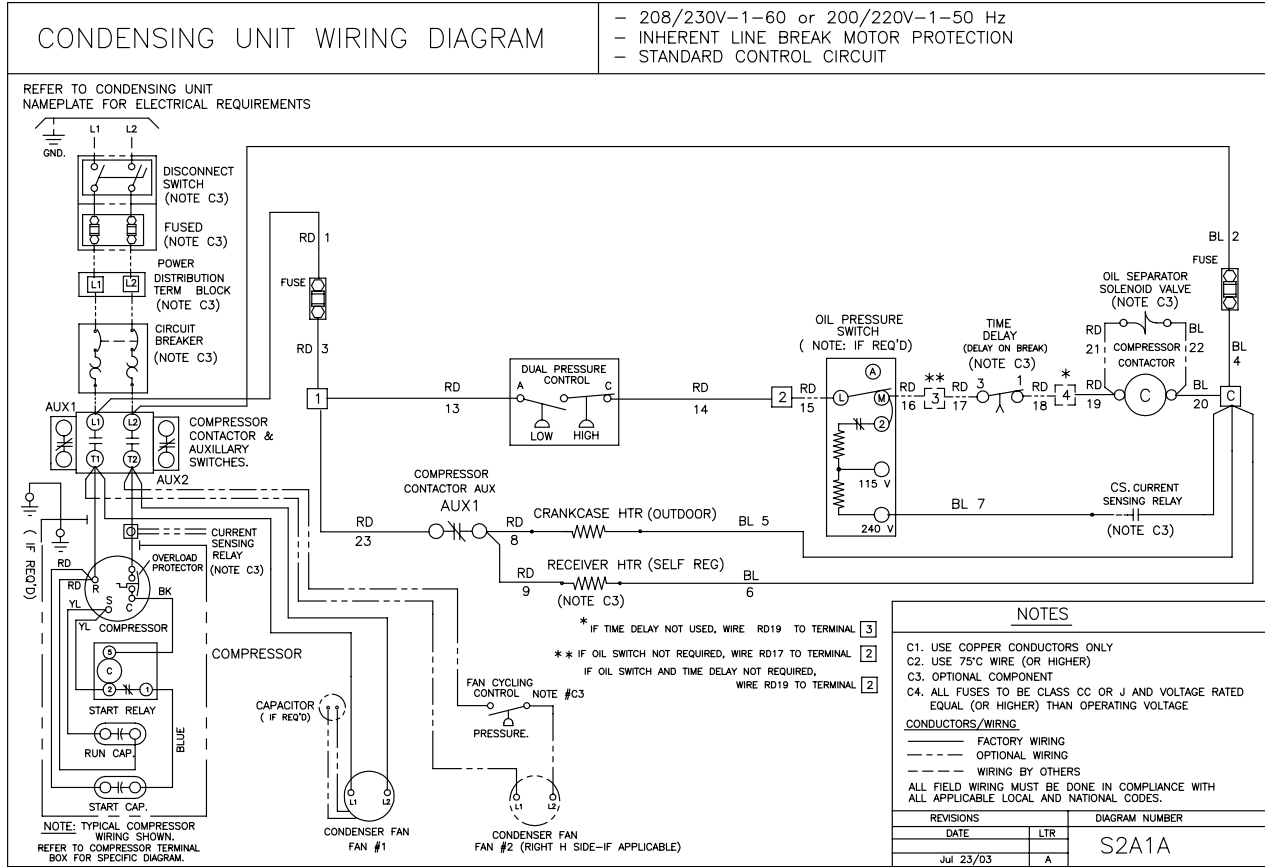 CONDENSING UNIT WIRING DIAGRAM
– 208/230V–1–60 or 200/220V–1–50 Hz
– INHERENT LINE BREAK MOTOR PROTECTION
– STANDARD CONTROL CIRCUIT
REFER TO CONDENSING UNIT
NAMEPLATE FOR ELECTRICAL REQUIREMENTS
GND.
L1 L2
DISCONNECT
SWITCH
(NOTE C3)
FUSED
(NOTE C3)
POWER
DISTRIBUTION
TERM BLOCK
(NOTE C3)
L1 L2
CIRCUIT
BREAKER
(NOTE C3)
AUX1
L1 L2
T1 T2
COMPRESSOR
CONTACTOR &
AUXILLARY
SWITCHES.
AUX2
( IF REQ'D)
CURRENT
SENSING
RELAY
(NOTE C3)
OVERLOAD
PROTECTOR
RD
RD
R
S
C
YL
YL
BK
COMPRESSOR
5
C
2 1
START RELAY
COMPRESSOR
RUN CAP.
BLUE
START CAP.
NOTE: TYPICAL COMPRESSOR
WIRING SHOWN.
REFER TO COMPRESSOR TERMINAL
BOX FOR SPECIFIC DIAGRAM.
RD 1
FUSE
RD 3
1
RD
13
DUAL PRESSURE
CONTROL
A C
LOW HIGH
RD
14
2
RD
15
OIL PRESSURE
SWITCH
( NOTE: IF REQ'D)
A
L M
2
115 V
240 V
RD
16
**
3
RD
17
TIME
DELAY
(DELAY ON BREAK)
(NOTE C3)
3 1
RD
18
*
4
RD
19
OIL SEPARATOR
SOLENOID VALVE
(NOTE C3)
RD
21
BL
22
COMPRESSOR
CONTACTOR
C
BL
20
C
BL 2
FUSE
BL
4
RD
23
COMPRESSOR
CONTACTOR AUX
AUX1
RD
8
CRANKCASE HTR (OUTDOOR)
BL 5
RD
9
RECEIVER HTR (SELF REG)
(NOTE C3)
BL
6
BL 7
CS.CURRENT
SENSING RELAY
(NOTE C3)
* IF TIME DELAY NOT USED, WIRE RD19 TO TERMINAL 3
** IF OIL SWITCH NOT REQUIRED, WIRE RD17 TO TERMINAL 2
IF OIL SWITCH AND TIME DELAY NOT REQUIRED,
WIRE RD19 TO TERMINAL 2
CAPACITOR
( IF REQ'D)
L1 L2
CONDENSER FAN
FAN #1
FAN CYCLING
CONTROL NOTE #C3
PRESSURE.
L1 L2
CONDENSER FAN
FAN #2 (RIGHT H SIDE–IF APPLICABLE)
NOTES
C1. USE COPPER CONDUCTORS ONLY
C2. USE 75°C WIRE (OR HIGHER)
C3. OPTIONAL COMPONENT
C4. ALL FUSES TO BE CLASS CC OR J AND VOLTAGE RATED
EQUAL (OR HIGHER) THAN OPERATING VOLTAGE
CONDUCTORS/WIRNG
FACTORY WIRING
OPTIONAL WIRING
WIRING BY OTHERS
ALL FIELD WIRING MUST BE DONE IN COMPLIANCE WITH
ALL APPLICABLE LOCAL AND NATIONAL CODES.
REVISIONS
DIAGRAM NUMBER
DATE LTR
S2A1A
Jul 23/03 A